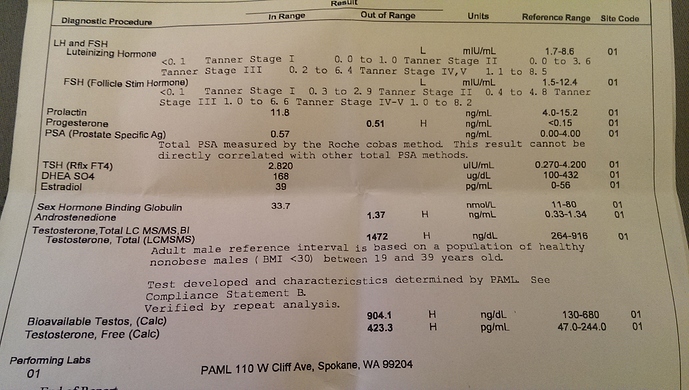 Result
Diagnostic Procedure In Range Out of Range Units Reference Range Site Code
LH and FSH
Luteinizing Hormone L mIU/mL 1.7-8.6 01
<0.1 Tanner Stage I 0.0 to 1.0 Tanner Stage II 0.0 to 3.6
Tanner Stage III 0.2 to 6.4 Tanner Stage IV,V 1.1 to 8.5
FSH (Follicle Stim Hormone) L mIU/mL 1.5-12.4 01
<0.1 Tanner Stage I 0.3 to 2.9 Tanner Stage II 0.4 to 4.8 Tanner
Stage III 1.0 to 6.6 Tanner Stage IV-V 1.0 to 8.2
Prolactin 11.8 ng/mL 4.0-15.2 01
Progesterone 0.51 H ng/mL <0.15 01
PSA (Prostate Specific Ag) 0.57 ng/mL 0.00-4.00 01
Total PSA measured by the Roche cobas method. This result cannot be
directly correlated with other total PSA methods.
TSH (Rflx FT4) 2.820 uIU/mL 0.270-4.200 01
DHEA SO4 168 ug/dL 100-432 01
Estradiol 39 pg/mL 0-56 01
Sex Hormone Binding Globulin 33.7 nmol/L 11-80 01
Androstenedione 1.37 H ng/mL 0.33-1.34 01
Testosterone,Total LC MS/MS,BI
Testosterone, Total (LCMSMS) 1472 H ng/dL 264-916 01
Adult male reference interval is based on a population of healthy
nonobese males (BMI <30) between 19 and 39 years old.
Test developed and characteristics determined by PAML. See
Compliance Statement B.
Verified by repeat analysis.
Bioavailable Testos, (Calc) 904.1 H ng/dL 130-680 01
Testosterone, Free (Calc) 423.3 H pg/mL 47.0-244.0 01
Performing Labs
01 PAML 110 W Cliff Ave, Spokane, WA 99204
End of Report